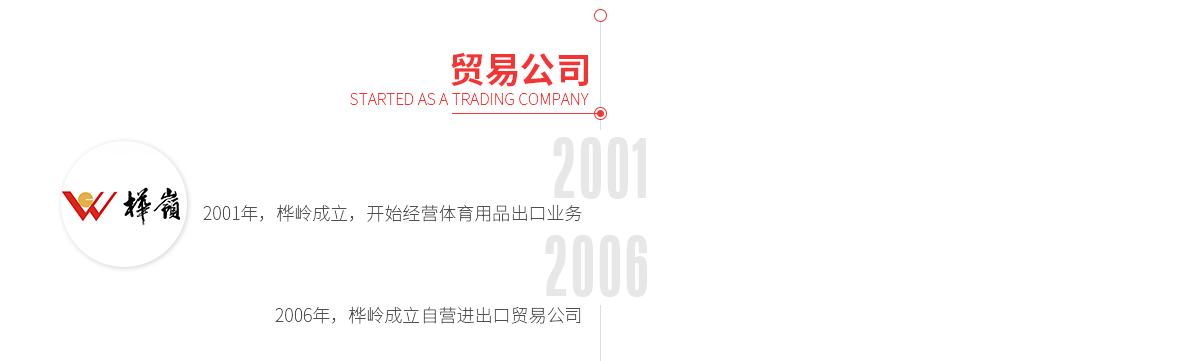 贸易公司
STARTED AS A TRADING COMPANY
2001
樺嶺
2001年，桦岭成立，开始经营体育用品出口业务
2006
2006年，桦岭成立自营进出口贸易公司